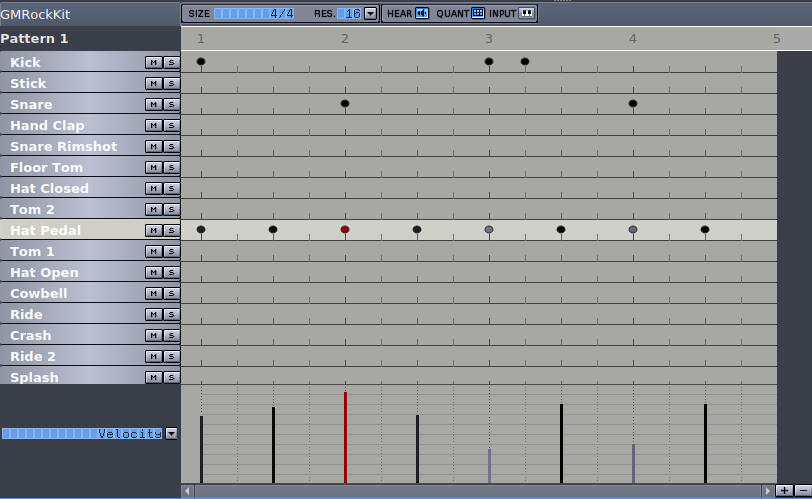 GMRockKit SIZE 4/4 RES. 16 HEAR QUANT INPUT
Pattern 1 1 2 3 4 5
Kick M S
Stick M S
Snare M S
Hand Clap M S
Snare Rimshot M S
Floor Tom M S
Hat Closed M S
Tom 2 M S
Hat Pedal M S
Tom 1 M S
Hat Open M S
Cowbell M S
Ride M S
Crash M S
Ride 2 M S
Splash M S
Velocity
+ −